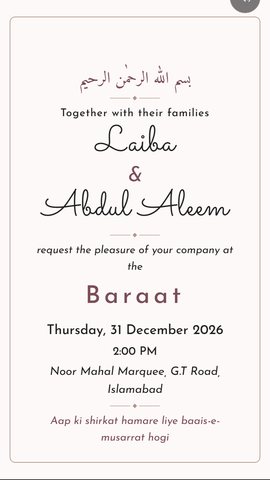 بسم الله الرحمٰن الرحيم
Together with their families
Laiba
&
Abdul Aleem
request the pleasure of your company at
the
Baraat
Thursday, 31 December 2026
2:00 PM
Noor Mahal Marquee, G.T Road,
Islamabad
Aap ki shirkat hamare liye baais-e-
musarrat hogi